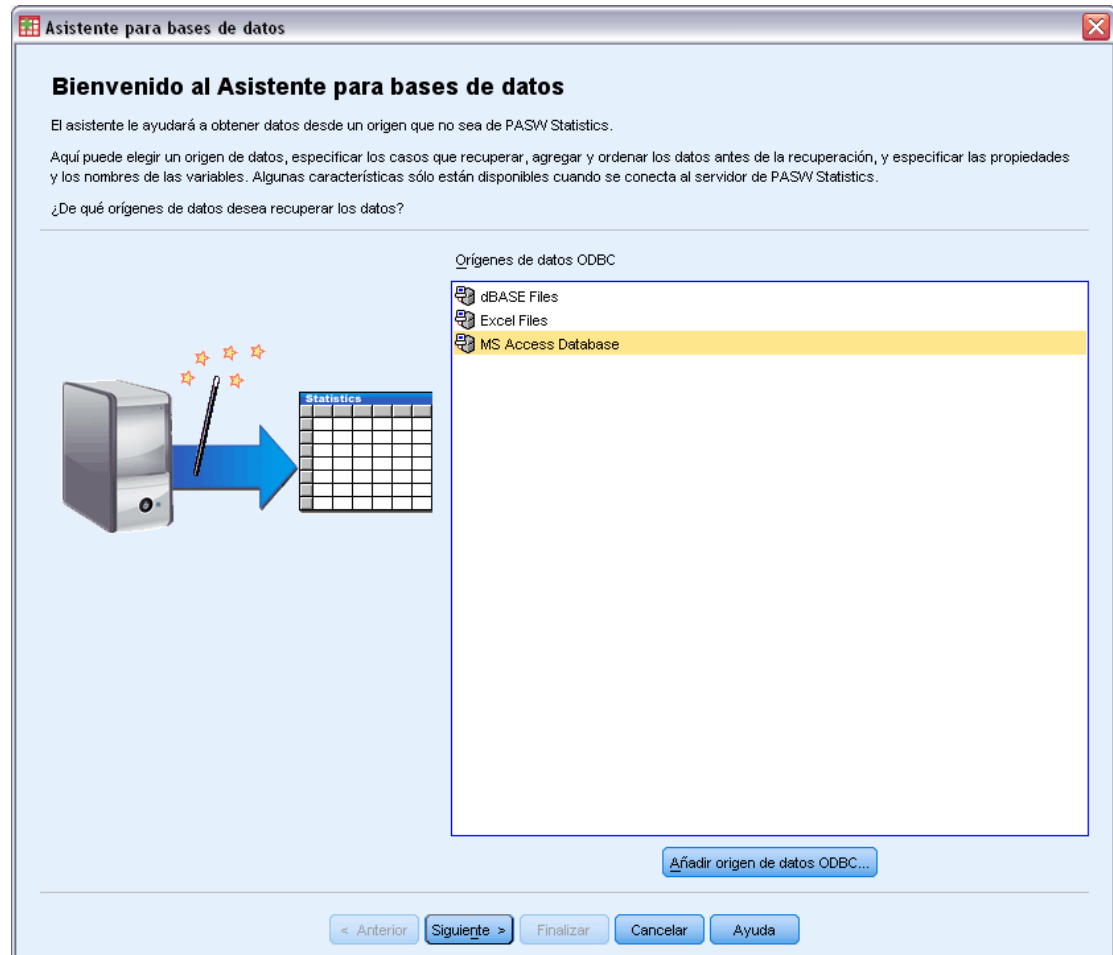 Asistente para bases de datos
Bienvenido al Asistente para bases de datos
El asistente le ayudará a obtener datos desde un origen que no sea de PASW Statistics.
Aquí puede elegir un origen de datos, especificar los casos que recuperar, agregar y ordenar los datos antes de la recuperación, y especificar las propiedades
y los nombres de las variables. Algunas características sólo están disponibles cuando se conecta al servidor de PASW Statistics.
¿De qué orígenes de datos desea recuperar los datos?
Orígenes de datos ODBC
dBASE Files
Excel Files
MS Access Database
Statistics
Añadir origen de datos ODBC...
< Anterior
Siguiente >
Finalizar
Cancelar
Ayuda